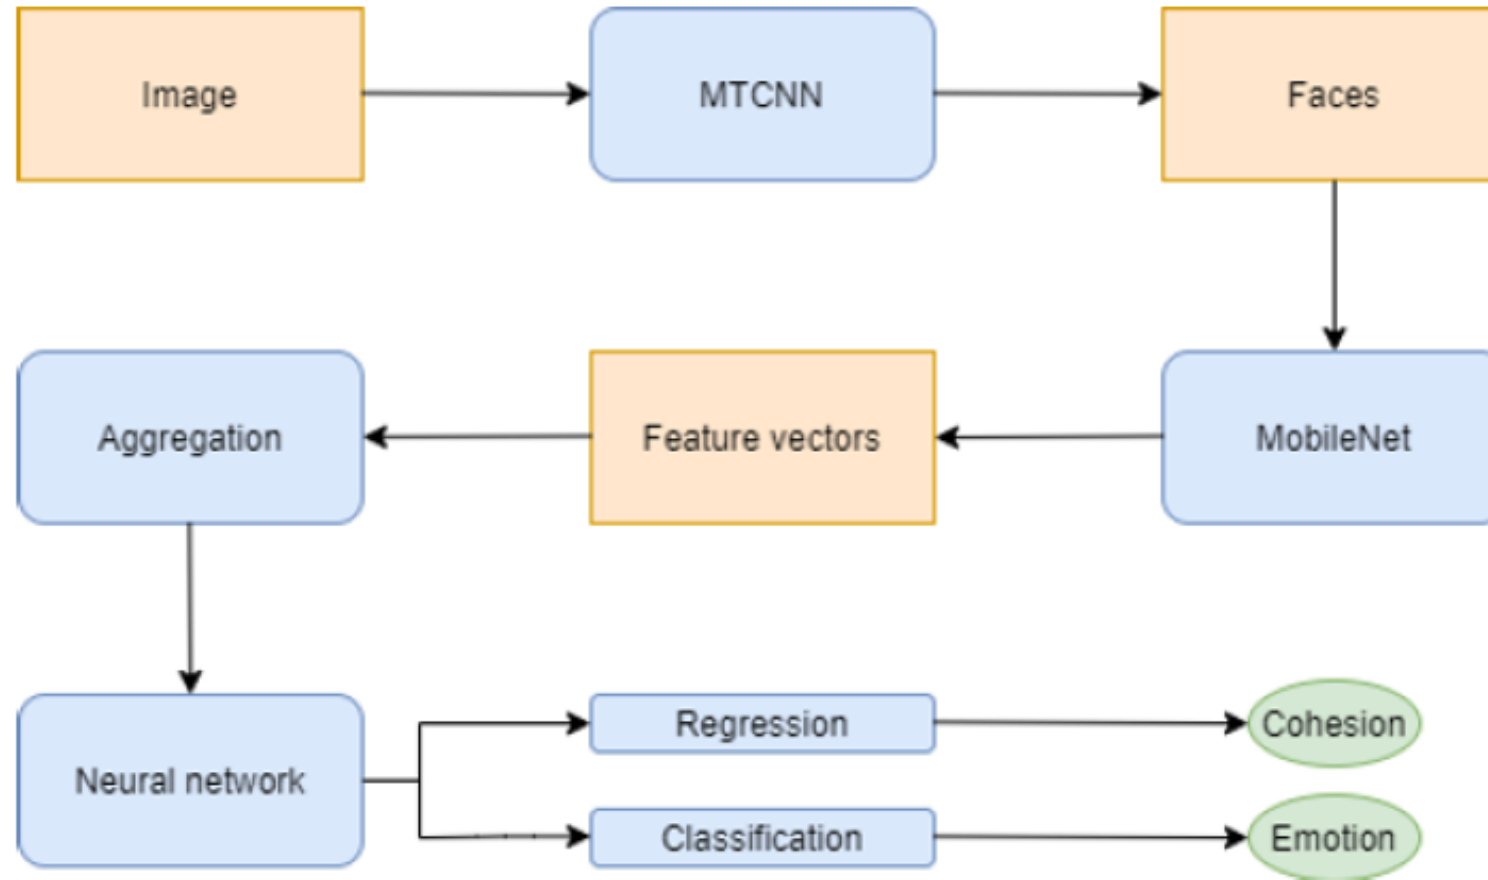 Image
MTCNN
Faces
Aggregation
Feature vectors
MobileNet
Neural network
Regression
Cohesion
Classification
Emotion